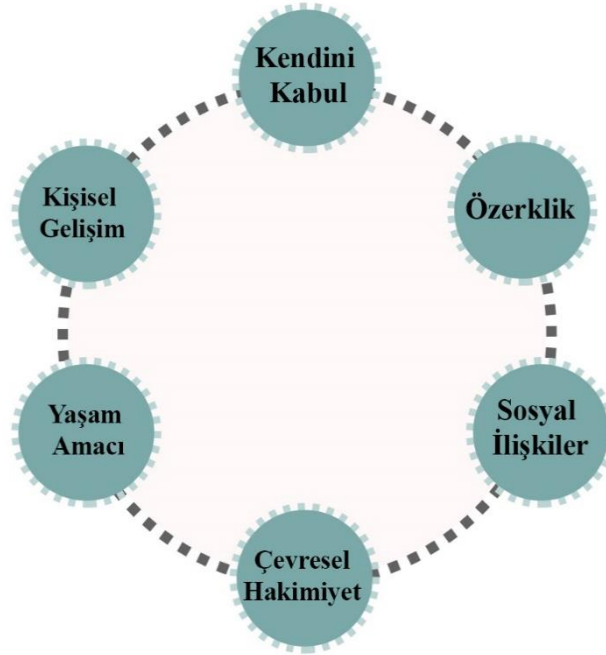 Kendini
Kabul
Özerklik
Sosyal
İlişkiler
Çevresel
Hakimiyet
Yaşam
Amacı
Kişisel
Gelişim